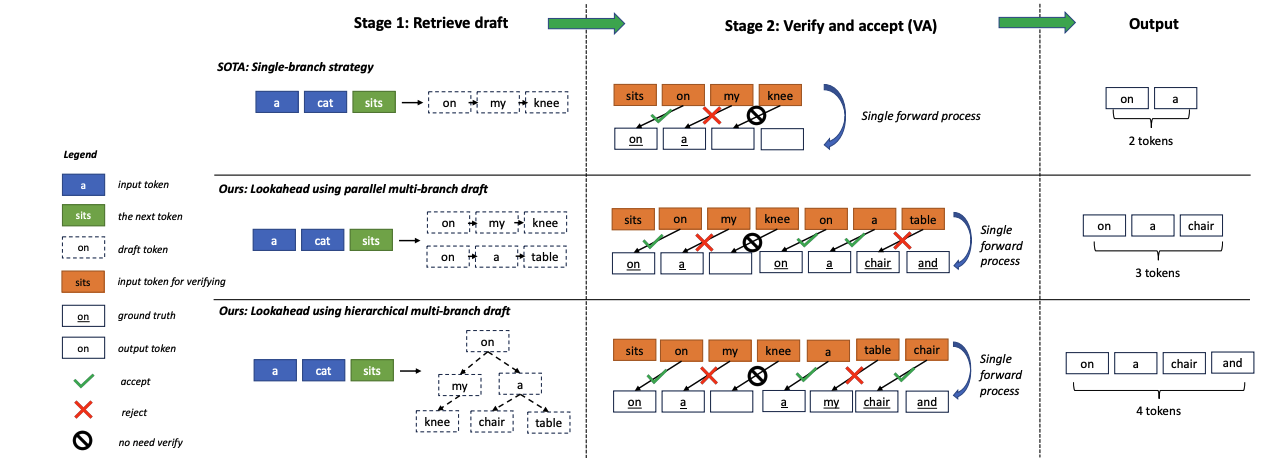 Stage 1: Retrieve draft
Stage 2: Verify and accept (VA)
Output
SOTA: Single-branch strategy
a cat sits on my knee
sits on my knee
on a
Single forward process
on a
2 tokens
Legend
a input token
sits the next token
on draft token
sits input token for verifying
on ground truth
on output token
accept
reject
no need verify
Ours: Lookahead using parallel multi-branch draft
a cat sits
on my knee
on a table
sits on my knee on a table
on a on a chair and
Single
forward
process
on a chair
3 tokens
Ours: Lookahead using hierarchical multi-branch draft
a cat sits
on
my a
knee chair table
sits on my knee a table chair
on a a my chair and
Single
forward
process
on a chair and
4 tokens